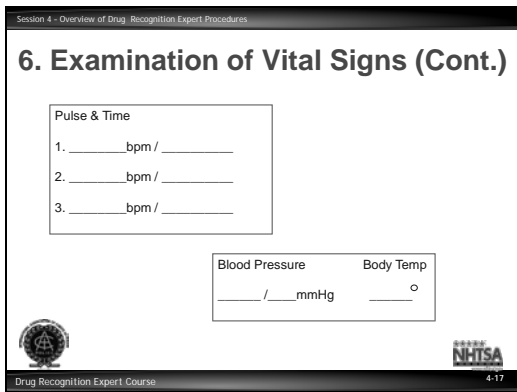 Session 4 - Overview of Drug Recognition Expert Procedures
6. Examination of Vital Signs (Cont.)
Pulse & Time
1. ________bpm / __________
2. ________bpm / __________
3. ________bpm / __________
Blood Pressure Body Temp
______ /____mmHg ______°
NHTSA
Drug Recognition Expert Course 4-17